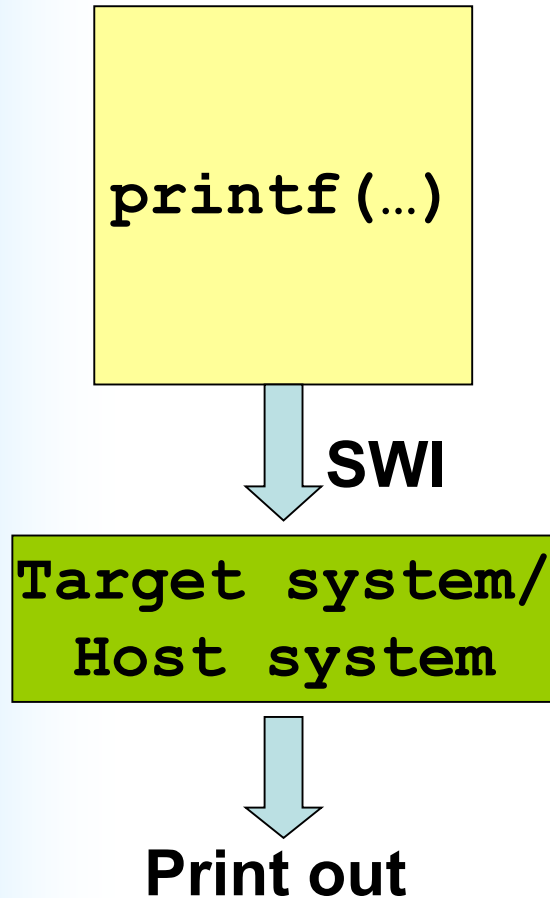 printf(…)
SWI
Target system/
Host system
Print out